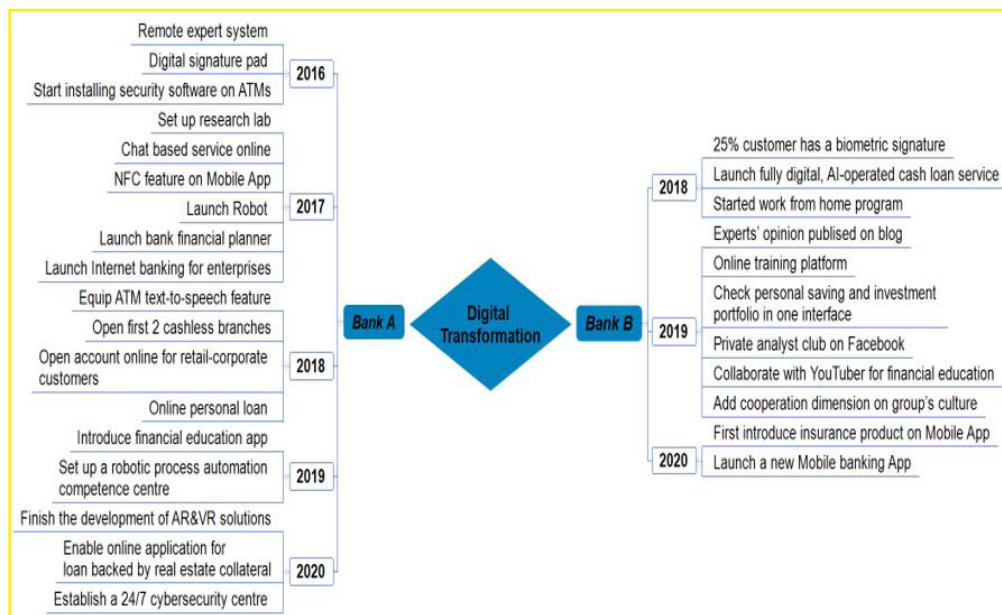 Remote expert system
Digital signature pad
Start installing security software on ATMs
2016
Set up research lab
Chat based service online
NFC feature on Mobile App
Launch Robot
Launch bank financial planner
Launch Internet banking for enterprises
2017
Equip ATM text-to-speech feature
Open first 2 cashless branches
Open account online for retail-corporate
customers
Online personal loan
2018
Introduce financial education app
Set up a robotic process automation
competence centre
2019
Finish the development of AR&VR solutions
Enable online application for
loan backed by real estate collateral
Establish a 24/7 cybersecurity centre
2020
Bank A
Digital
Transformation
Bank B
2018
25% customer has a biometric signature
Launch fully digital, AI-operated cash loan service
Started work from home program
2019
Experts' opinion publised on blog
Online training platform
Check personal saving and investment
portfolio in one interface
Private analyst club on Facebook
Collaborate with YouTuber for financial education
Add cooperation dimension on group's culture
2020
First introduce insurance product on Mobile App
Launch a new Mobile banking App